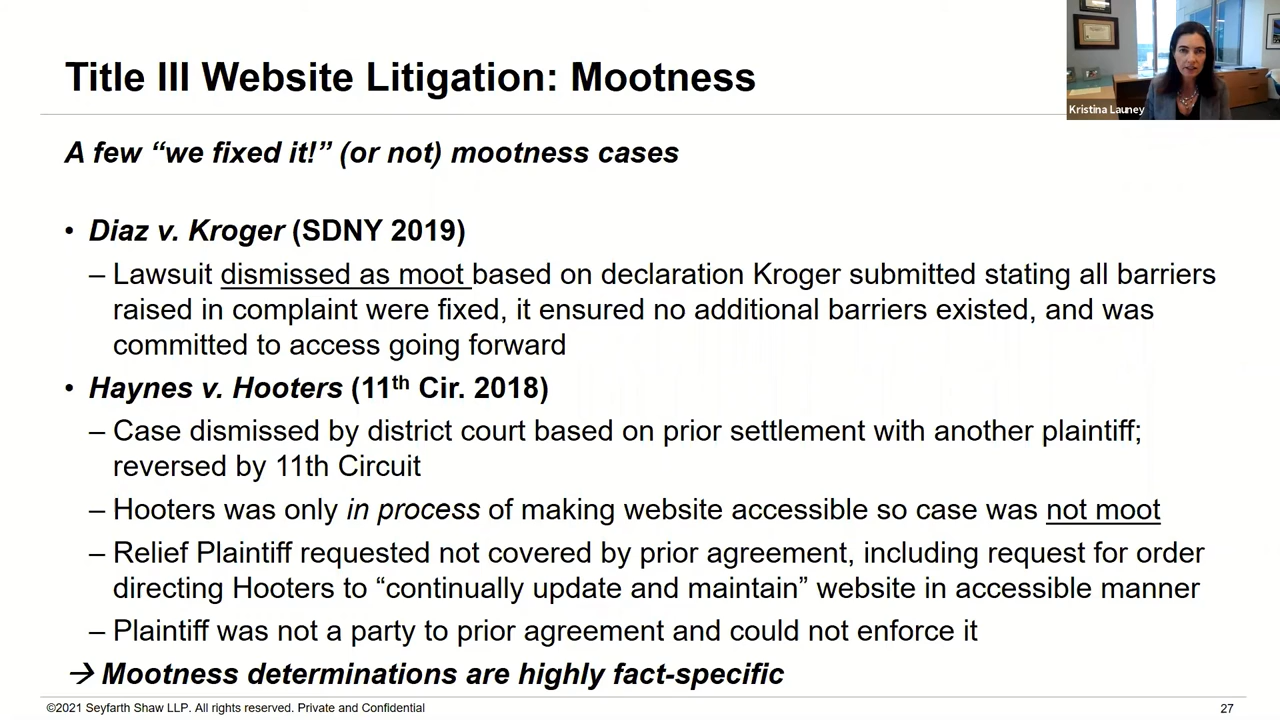 Title III Website Litigation: Mootness
Kristina Launey
A few “we fixed it!” (or not) mootness cases
• Diaz v. Kroger (SDNY 2019)
– Lawsuit dismissed as moot based on declaration Kroger submitted stating all barriers
raised in complaint were fixed, it ensured no additional barriers existed, and was
committed to access going forward
• Haynes v. Hooters (11th Cir. 2018)
– Case dismissed by district court based on prior settlement with another plaintiff;
reversed by 11th Circuit
– Hooters was only in process of making website accessible so case was not moot
– Relief Plaintiff requested not covered by prior agreement, including request for order
directing Hooters to “continually update and maintain” website in accessible manner
– Plaintiff was not a party to prior agreement and could not enforce it
→ Mootness determinations are highly fact-specific
©2021 Seyfarth Shaw LLP. All rights reserved. Private and Confidential
27